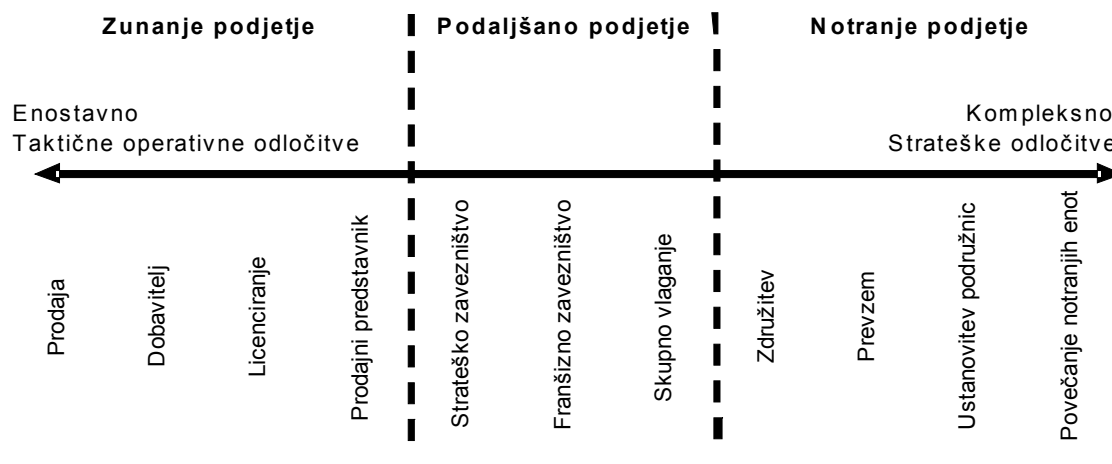 Zunanje podjetje
Podaljšano podjetje
Notranje podjetje
Enostavno
Taktične operativne odločitve
Kompleksno
Strateške odločitve
Prodaja
Dobavitelj
Licenciranje
Prodajni predstavnik
Strateško zavezništvo
Franšizno zavezništvo
Skupno vlaganje
Združitev
Prevzem
Ustanovitev podružnic
Povečanje notranjih enot